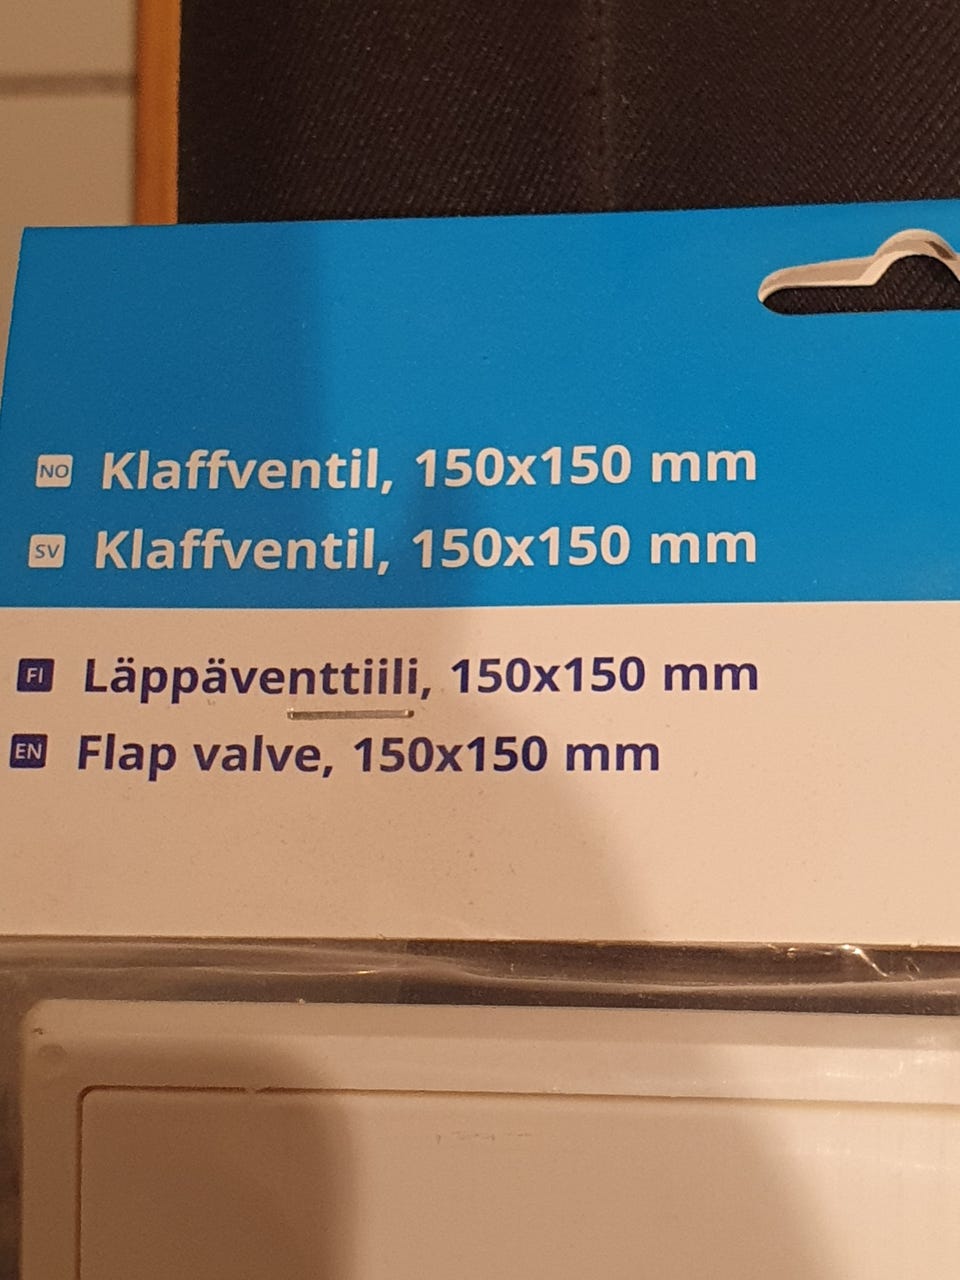 NO Klaffventil, 150x150 mm
SV Klaffventil, 150x150 mm
FI Läppäventtiili, 150x150 mm
EN Flap valve, 150x150 mm